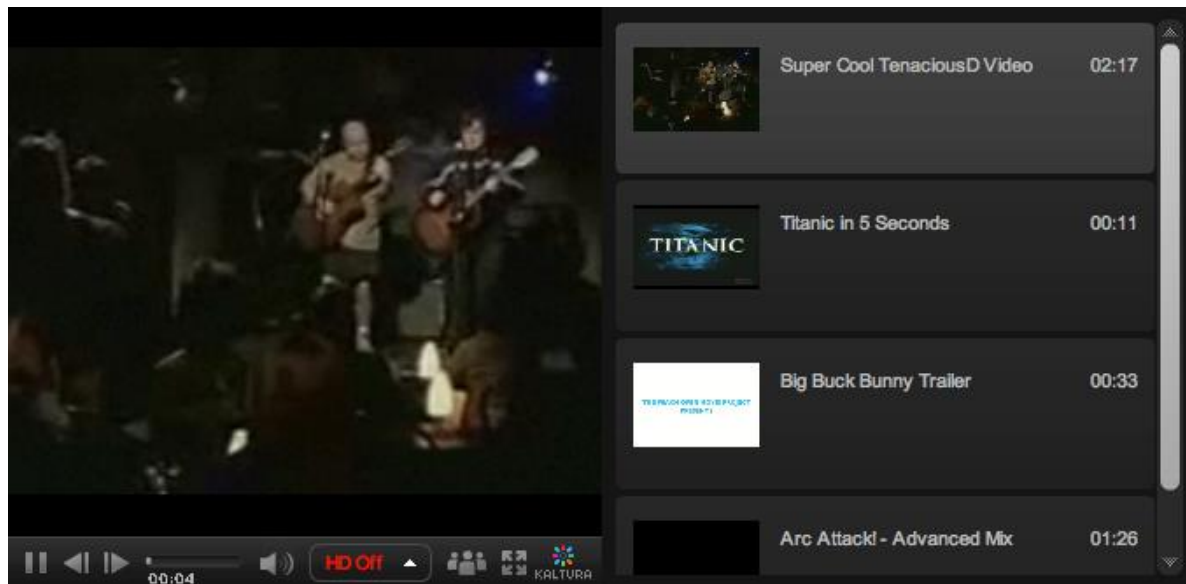 Super Cool TenaciousD Video 02:17
TITANIC
Titanic in 5 Seconds 00:11
Big Buck Bunny Trailer 00:33
PRESENTS
Arc Attack! - Advanced Mix 01:26
00:04
HD Off
KALTURA